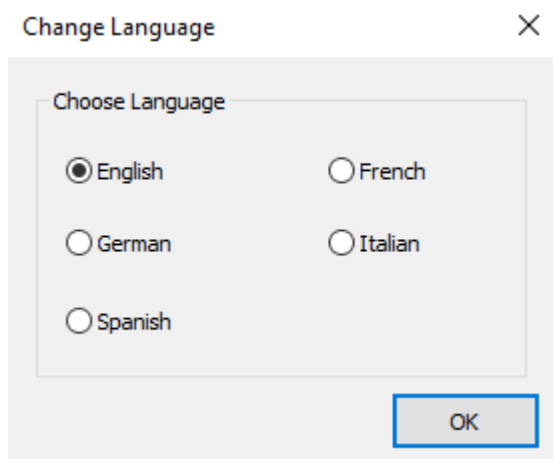 Change Language
Choose Language
English French
German Italian
Spanish
OK